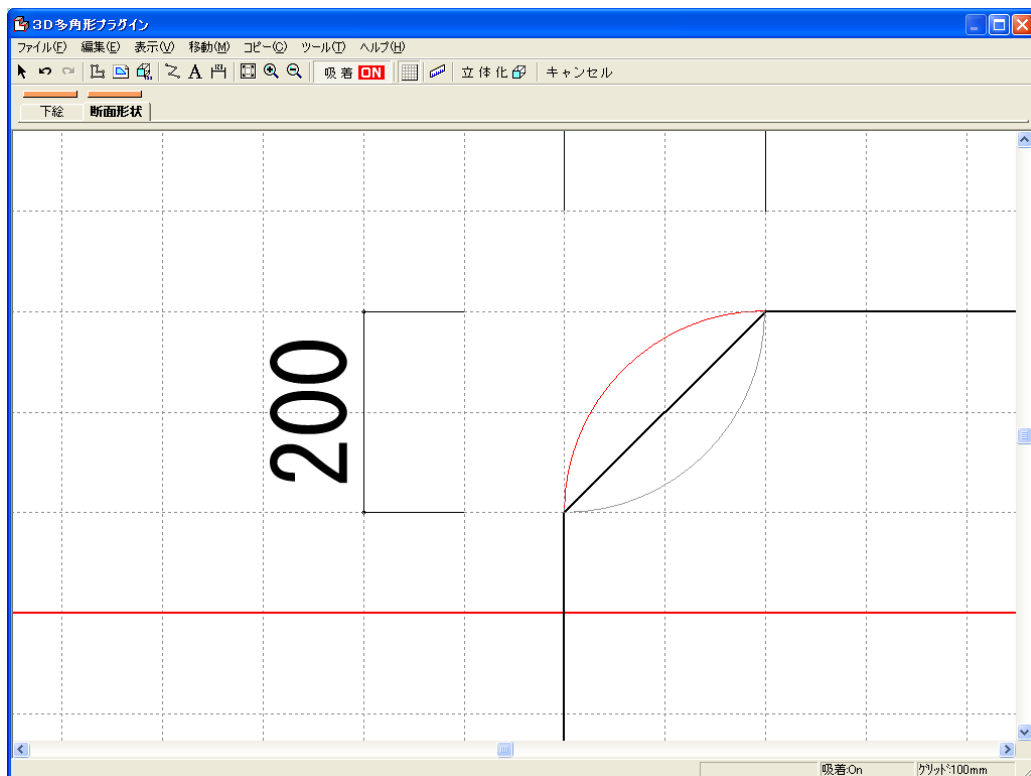 3D多角形プラグイン
ファイル(F) 編集(E) 表示(V) 移動(M) コピー(C) ツール(T) ヘルプ(H)
A 吸着 ON 立体化 キャンセル
下絵 断面形状
200
吸着:On グリッド:100mm